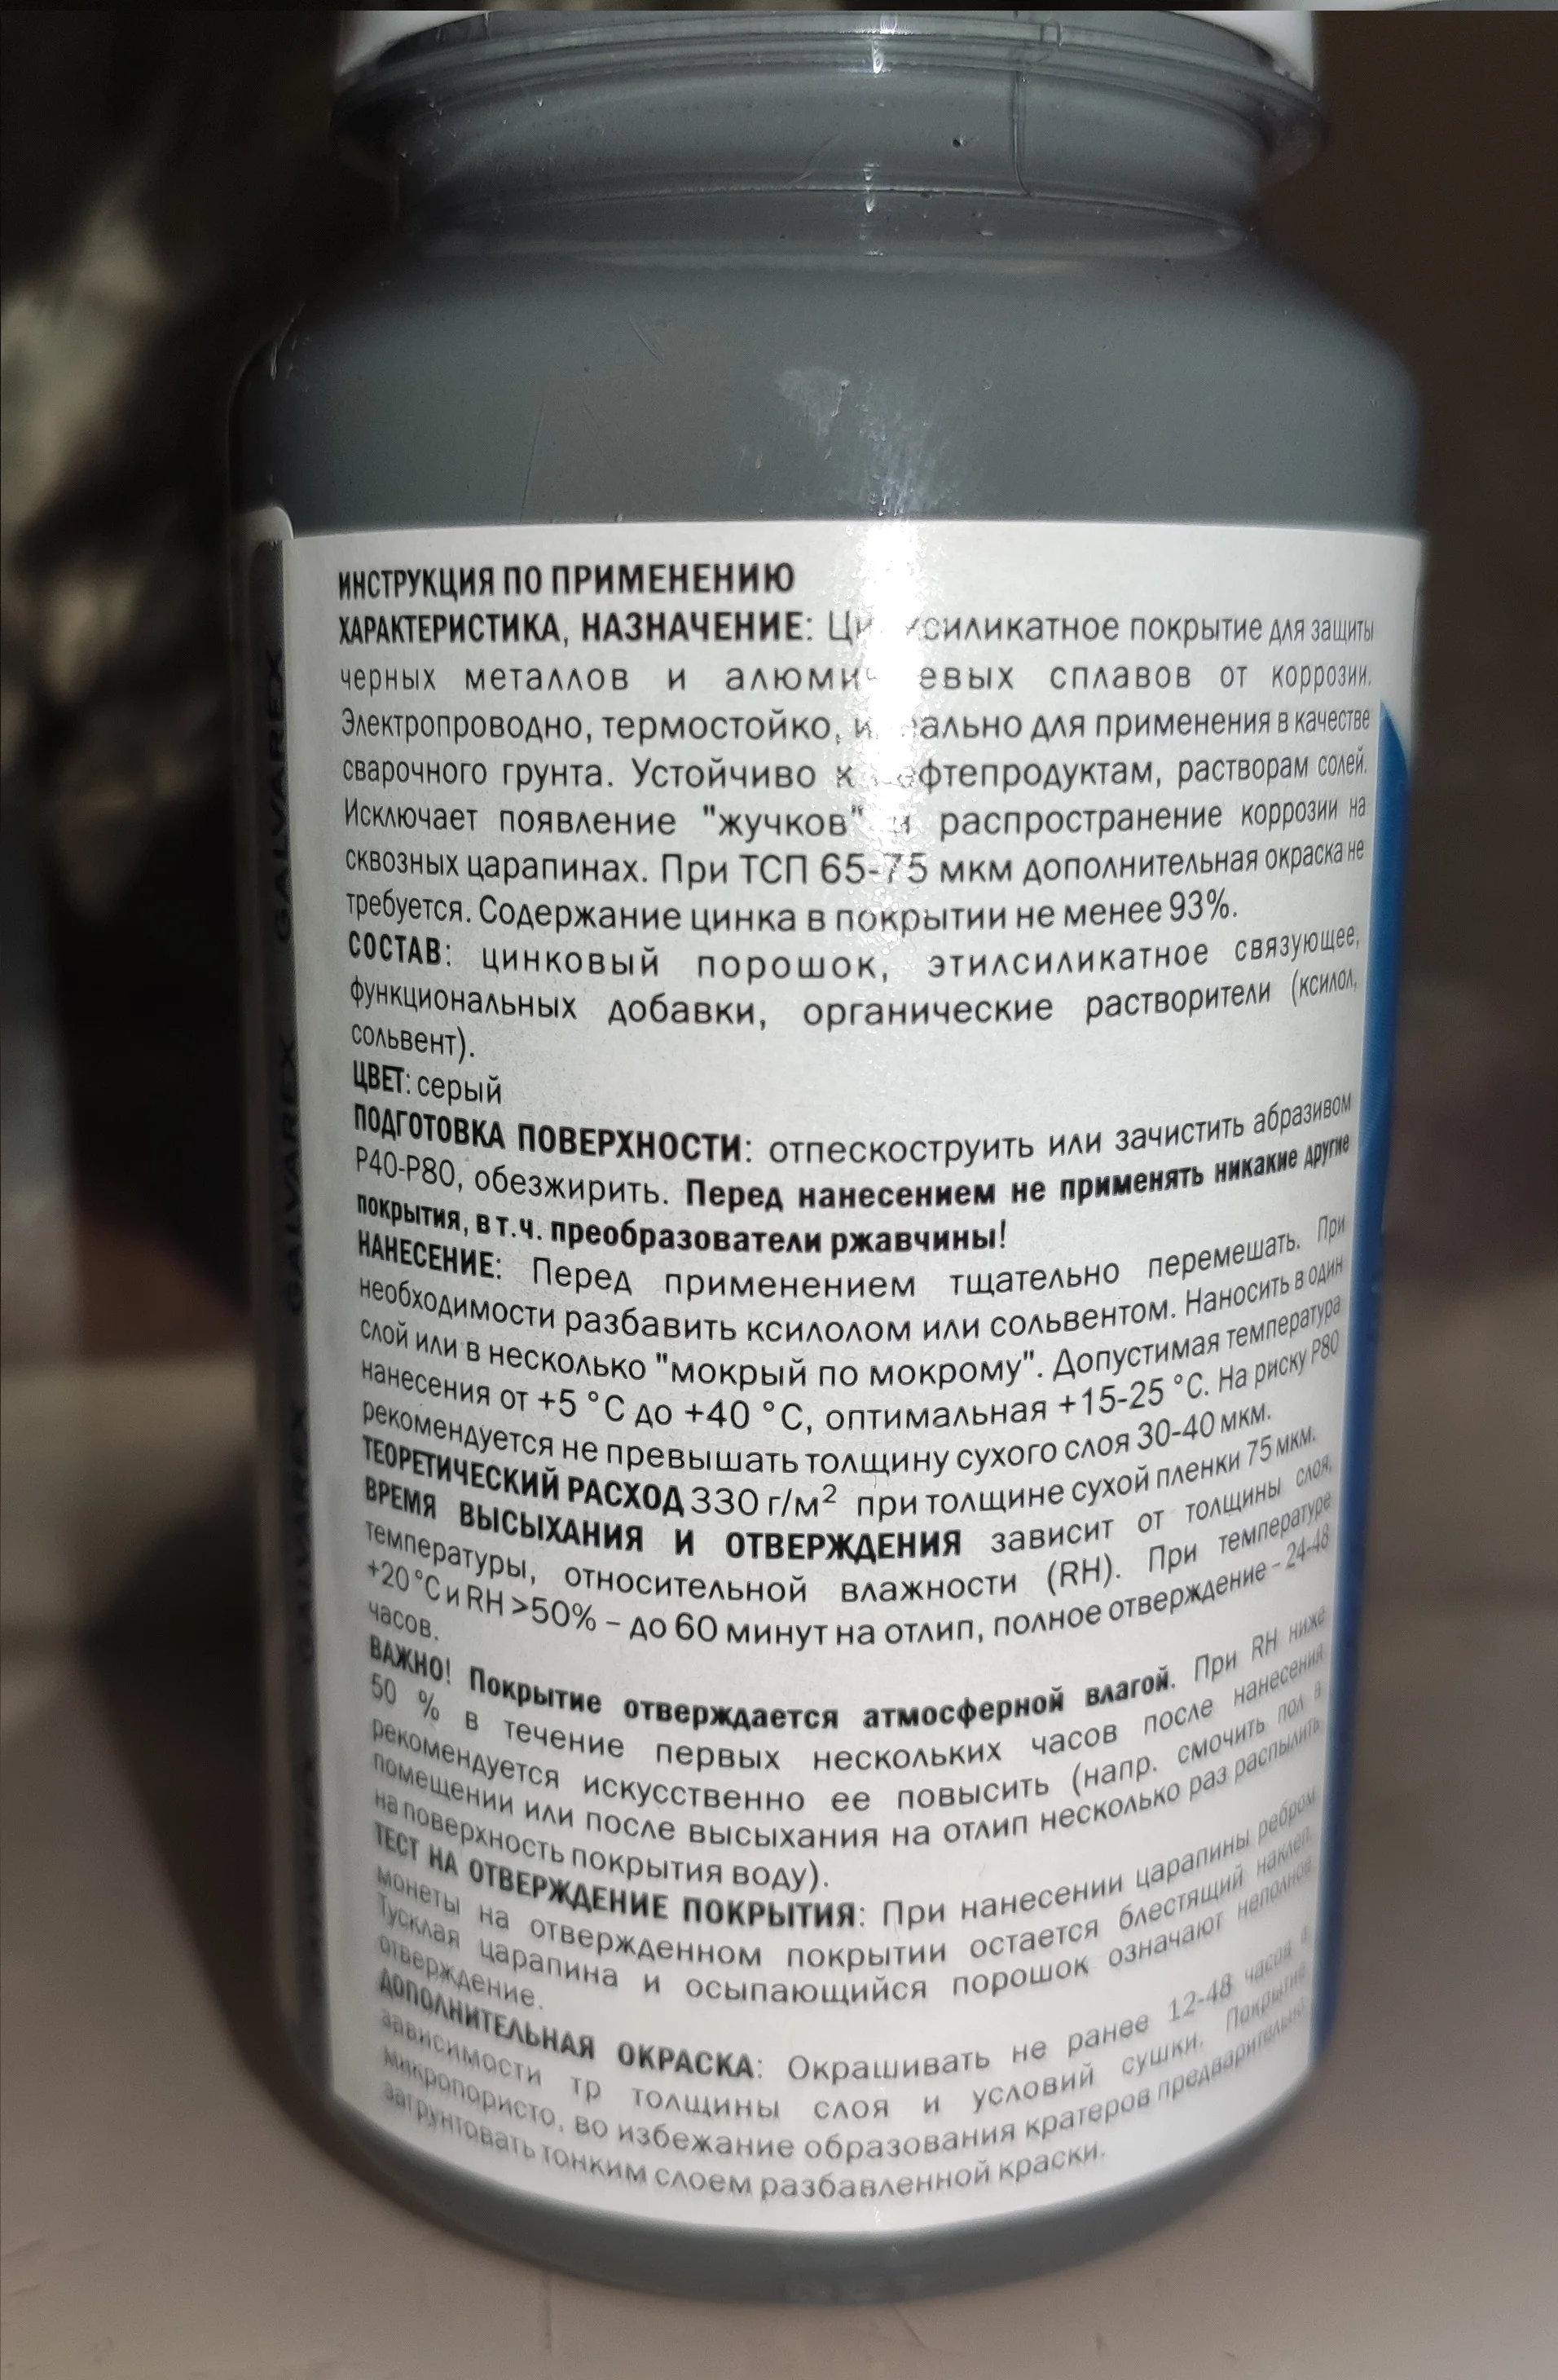 ИНСТРУКЦИЯ ПО ПРИМЕНЕНИЮ
ХАРАКТЕРИСТИКА, НАЗНАЧЕНИЕ: покрытие для защиты
черных металлов и сплавов от коррозии.
Электропроводно, термостойко, для применения в качестве
сварочного грунта. Устойчиво к растворам солей.
Исключает появление "жучков" и распространение коррозии на
сквозных царапинах. При ТСП 65-75 мкм дополнительная окраска не
требуется. Содержание цинка в покрытии не менее 93%.
СОСТАВ: цинковый порошок, этилсиликатное связующее,
функциональных добавки, органические растворители (ксилол,
сольвент).
ЦВЕТ: серый
ПОДГОТОВКА ПОВЕРХНОСТИ: отпескоструить или зачистить абразивом
Р40-Р80, обезжирить. Перед нанесением не применять никакие другие
покрытия, в т.ч. преобразователи ржавчины!
НАНЕСЕНИЕ: Перед применением тщательно перемешать. При
необходимости разбавить ксилолом или сольвентом. Наносить в один
слой или в несколько "мокрый по мокрому". Допустимая температура
нанесения от +5 °С до +40 °С, оптимальная +15-25 °С. На риску Р80
рекомендуется не превышать толщину сухого слоя 30-40 мкм.
ТЕОРЕТИЧЕСКИЙ РАСХОД 330 г/м² при толщине сухой пленки 75 мкм.
ВРЕМЯ ВЫСЫХАНИЯ И ОТВЕРЖДЕНИЯ зависит от толщины слоя,
температуры, относительной влажности (RH). При температуре
+20°С и RH >50% – до 60 минут на отлип, полное отверждение – 24-48
часов.
ВАЖНО! Покрытие отверждается атмосферной влагой. При RH ниже
50 % в течение первых нескольких часов после нанесения
рекомендуется искусственно ее повысить (напр. смочить пол в
помещении или после высыхания на отлип несколько раз распылить
на поверхность покрытия воду).
ТЕСТ НА ОТВЕРЖДЕНИЕ ПОКРЫТИЯ: При нанесении царапины ребром
монеты на отвержденном покрытии остается блестящий наклеп.
Тусклая царапина и осыпающийся порошок означают неполное
отверждение.
ДОПОЛНИТЕЛЬНАЯ ОКРАСКА: Окрашивать не ранее 12-48 часов в
зависимости тр толщины слоя и условий сушки. Покрытие
микропористо, во избежание образования кратеров предварительно
загрунтовать тонким слоем разбавленной краски.
GALVAREX GALVAREX GALVAREX